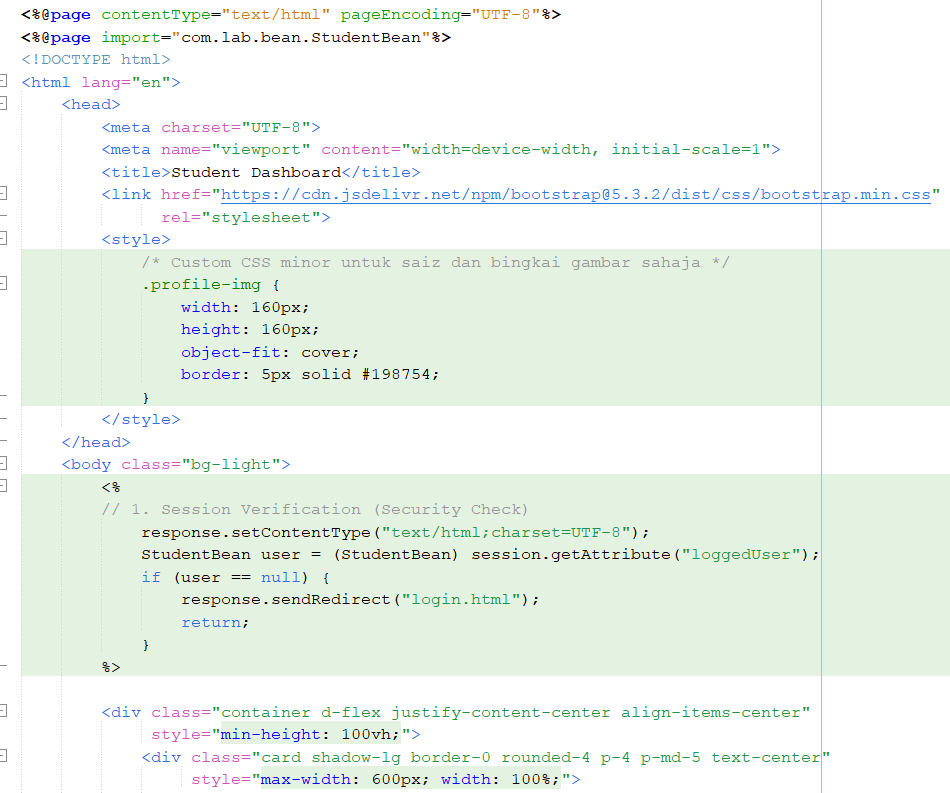 <%@page contentType="text/html" pageEncoding="UTF-8"%>
<%@page import="com.lab.bean.StudentBean"%>
<!DOCTYPE html>
<html lang="en">
    <head>
        <meta charset="UTF-8">
        <meta name="viewport" content="width=device-width, initial-scale=1">
        <title>Student Dashboard</title>
        <link href="https://cdn.jsdelivr.net/npm/bootstrap@5.3.2/dist/css/bootstrap.min.css"
              rel="stylesheet">
        <style>
            /* Custom CSS minor untuk saiz dan bingkai gambar sahaja */
            .profile-img {
                width: 160px;
                height: 160px;
                object-fit: cover;
                border: 5px solid #198754;
            }
        </style>
    </head>
    <body class="bg-light">
        <%
        // 1. Session Verification (Security Check)
            response.setContentType("text/html;charset=UTF-8");
            StudentBean user = (StudentBean) session.getAttribute("loggedUser");
            if (user == null) {
                response.sendRedirect("login.html");
                return;
            }
        %>

        <div class="container d-flex justify-content-center align-items-center"
             style="min-height: 100vh;">
            <div class="card shadow-lg border-0 rounded-4 p-4 p-md-5 text-center"
                 style="max-width: 600px; width: 100%;">